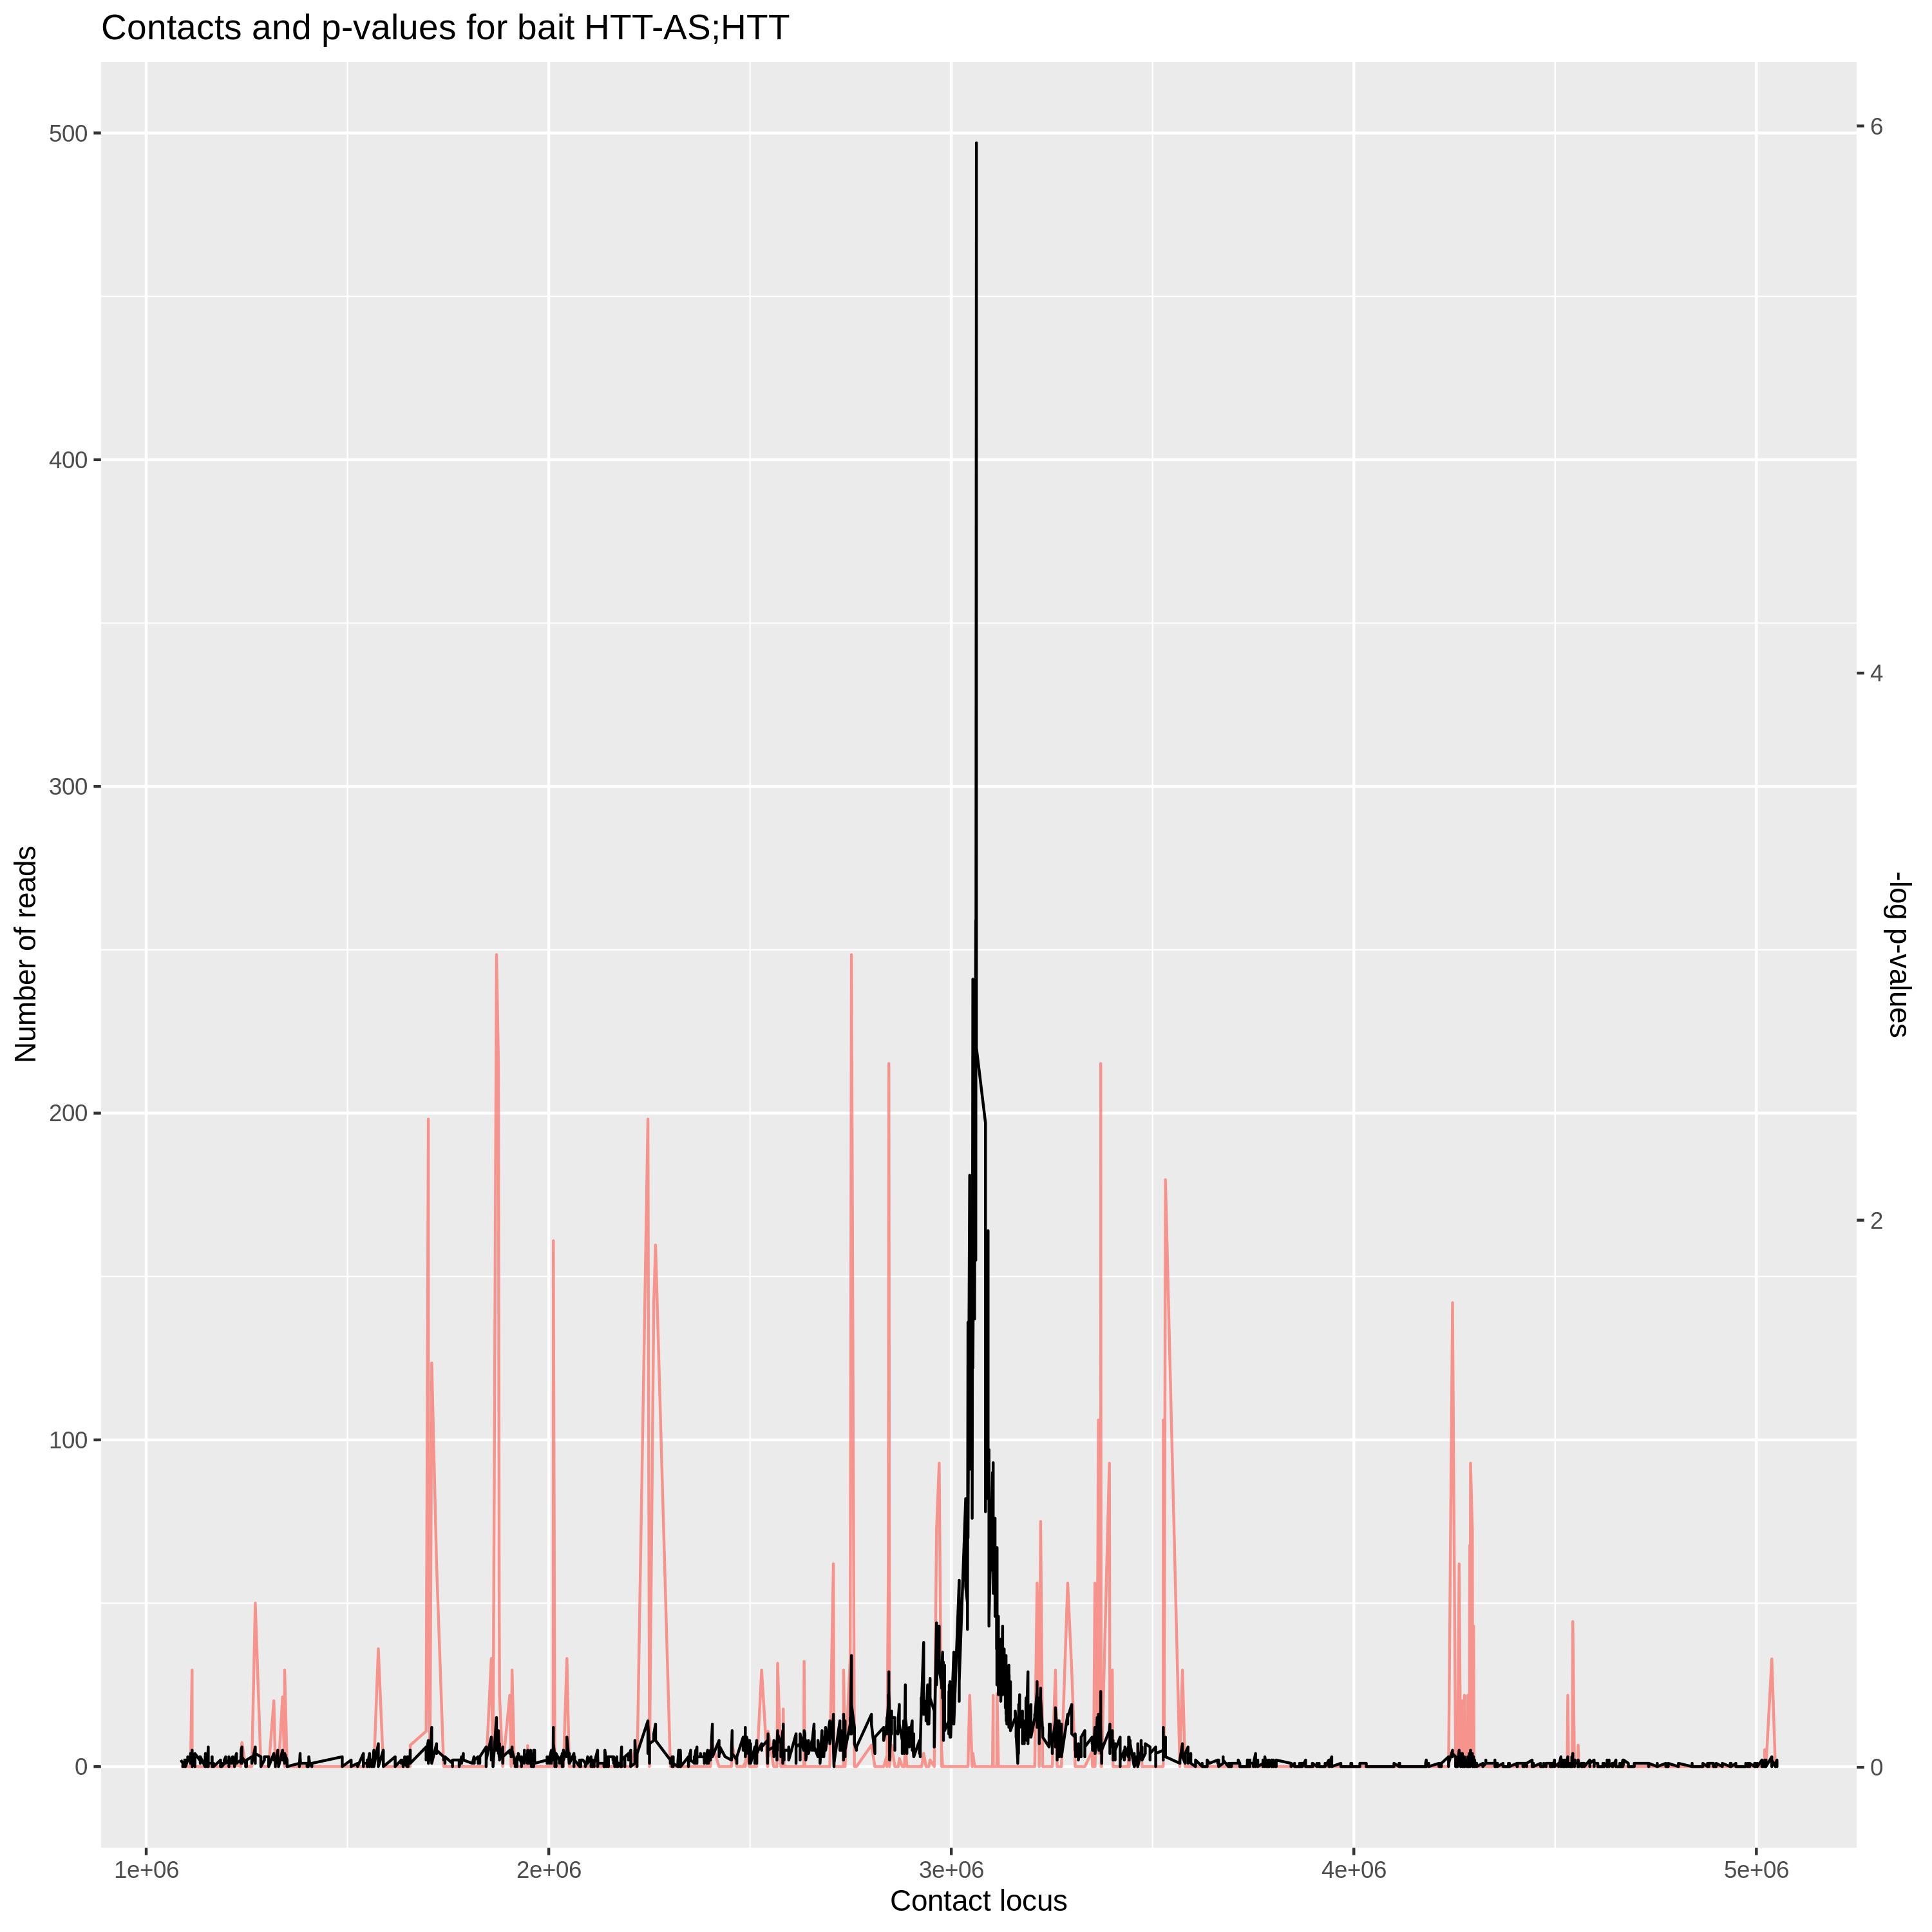 Contacts and p-values for bait HTT-AS;HTT
500
400
300
200
100
0
Number of reads
6
4
2
0
-log p-values
1e+06
2e+06
3e+06
4e+06
5e+06
Contact locus